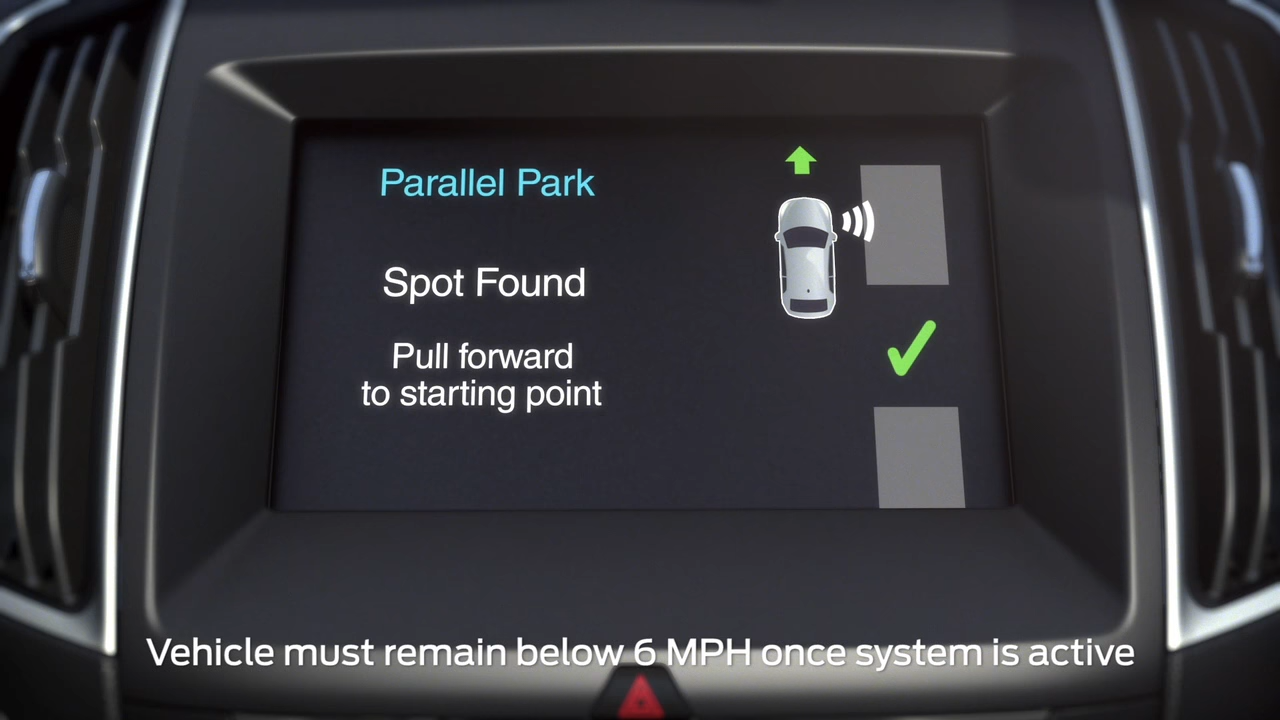 Parallel Park
Spot Found
Pull forward
to starting point
Vehicle must remain below 6 MPH once system is active